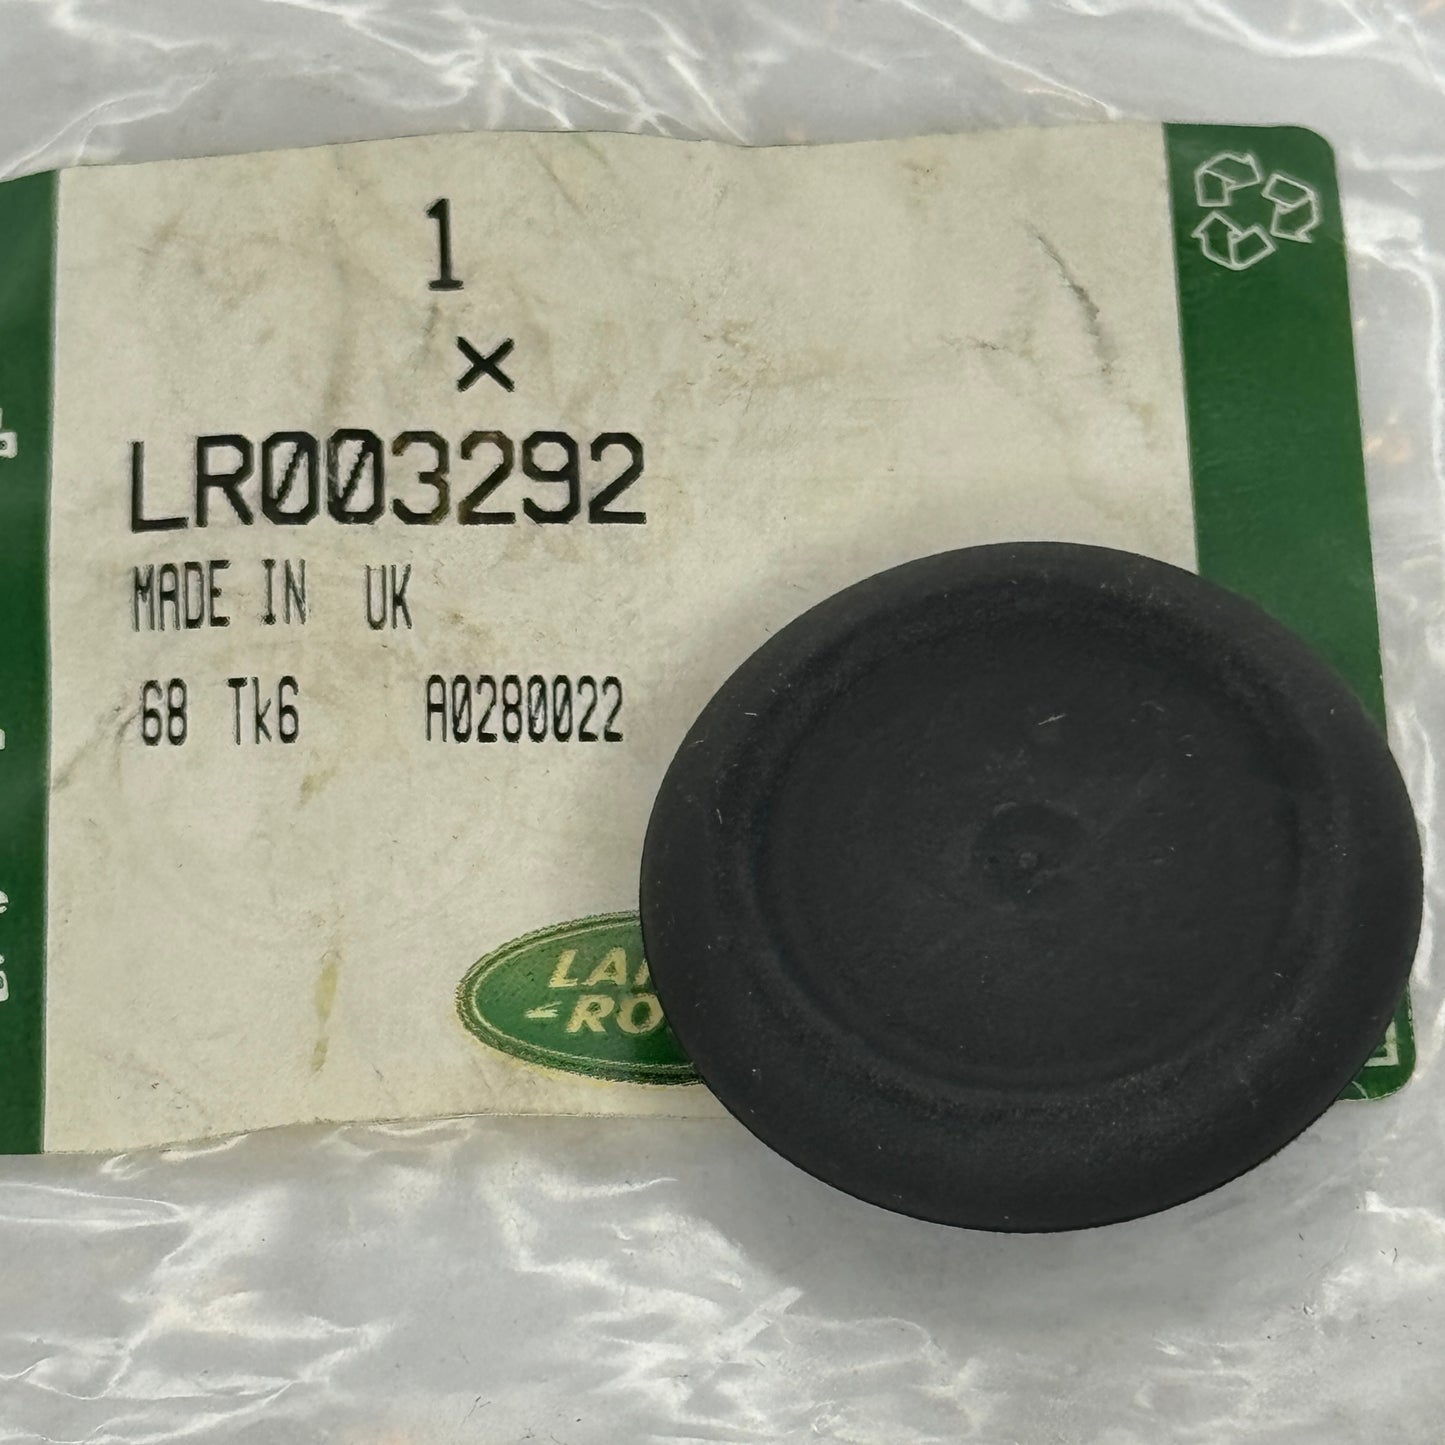 1
×
LR003292
MADE IN UK
68 Tk6 A0280022